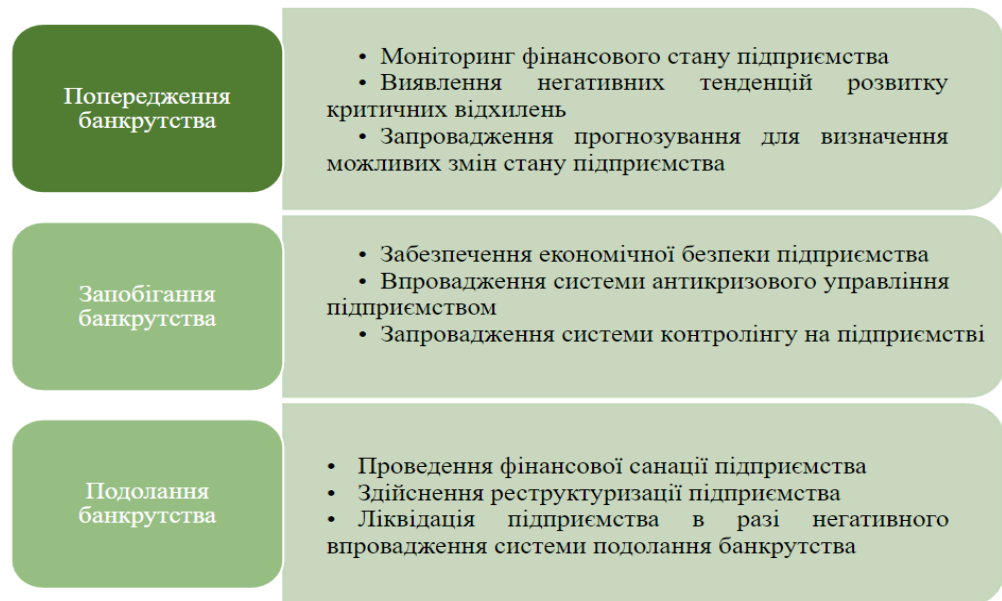 Попередження
банкрутства
• Моніторинг фінансового стану підприємства
• Виявлення негативних тенденцій розвитку
критичних відхилень
• Запровадження прогнозування для визначення
можливих змін стану підприємства
Запобігання
банкрутства
• Забезпечення економічної безпеки підприємства
• Впровадження системи антикризового управління
підприємством
• Запровадження системи контролінгу на підприємстві
Подолання
банкрутства
• Проведення фінансової санації підприємства
• Здійснення реструктуризації підприємства
• Ліквідація підприємства в разі негативного
впровадження системи подолання банкрутства